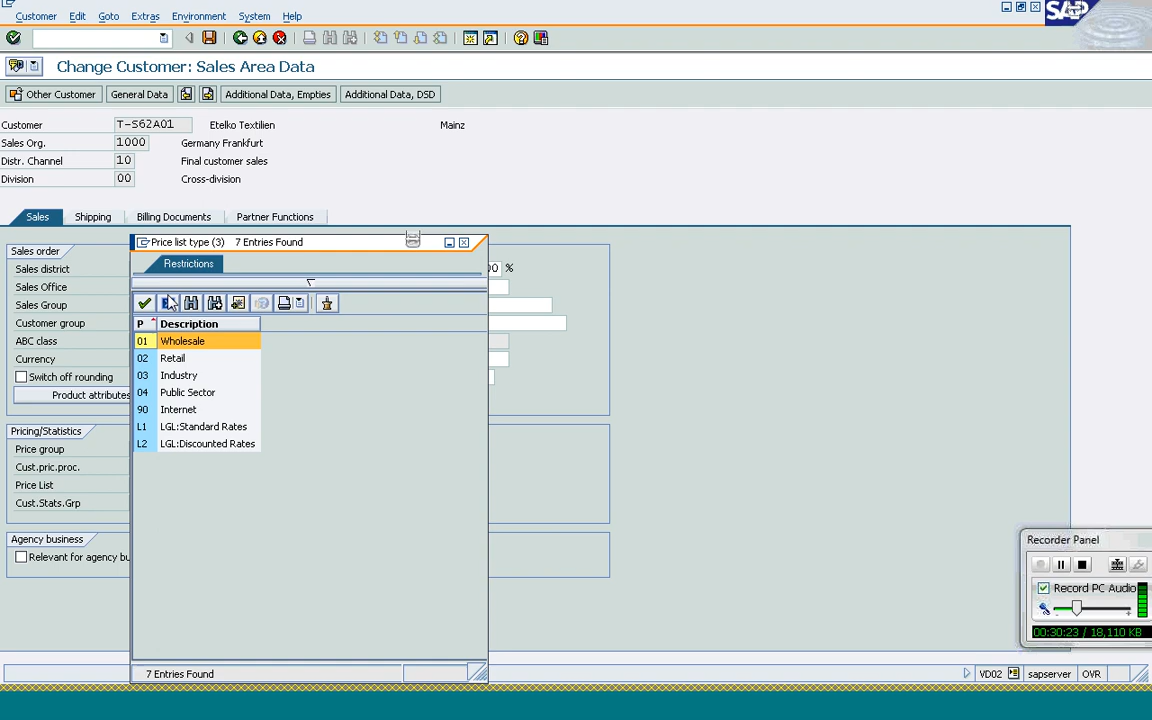 Customer Edit Goto Extras Environment System Help
SAP
Change Customer: Sales Area Data
Other Customer General Data Additional Data, Empties Additional Data, DSD
Customer T-S62A01 Etelko Textilien Mainz
Sales Org. 1000 Germany Frankfurt
Distr. Channel 10 Final customer sales
Division 00 Cross-division
Sales Shipping Billing Documents Partner Functions
Sales order
Sales district
Sales Office
Sales Group
Customer group
ABC class
Currency
Switch off rounding
Product attributes
Pricing/Statistics
Price group
Cust.pric.proc.
Price List
Cust.Stats.Grp
Agency business
Relevant for agency bu
00 %
Price list type (3) 7 Entries Found
Restrictions
P Description
01 Wholesale
02 Retail
03 Industry
04 Public Sector
90 Internet
L1 LGL:Standard Rates
L2 LGL:Discounted Rates
7 Entries Found
Recorder Panel
Record PC Audio
00:30:23 / 18,110 KB
VD02 sapserver OVR